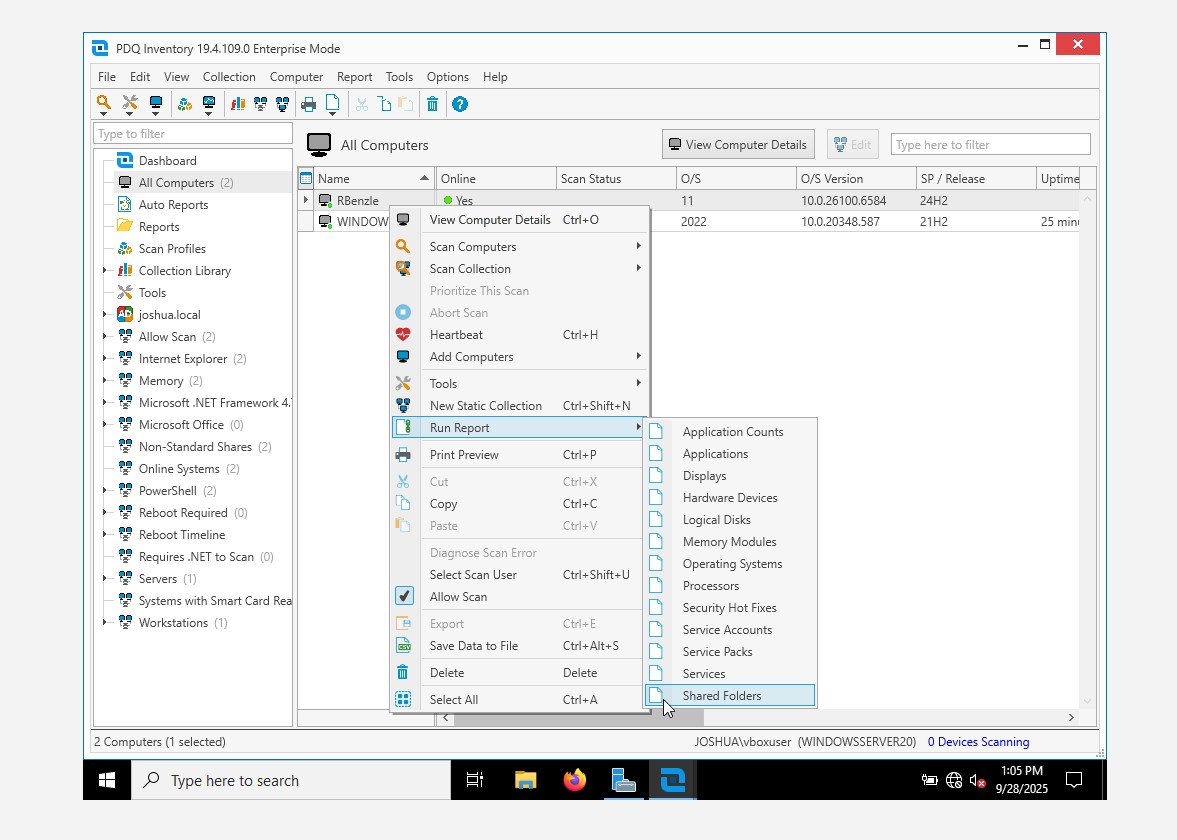 PDQ Inventory 19.4.109.0 Enterprise Mode
File Edit View Collection Computer Report Tools Options Help
Type to filter
Dashboard
All Computers (2)
Auto Reports
Reports
Scan Profiles
Collection Library
Tools
AD joshua.local
Allow Scan (2)
Internet Explorer (2)
Memory (2)
Microsoft .NET Framework 4.
Microsoft Office (0)
Non-Standard Shares (2)
Online Systems (2)
PowerShell (2)
Reboot Required (0)
Reboot Timeline
Requires .NET to Scan (0)
Servers (1)
Systems with Smart Card Rea
Workstations (1)
All Computers
View Computer Details
Edit
Type here to filter
Name Online Scan Status O/S O/S Version SP / Release Uptime
RBenzle Yes 11 10.0.26100.6584 24H2
WINDOW 2022 10.0.20348.587 21H2 25 min
View Computer Details Ctrl+O
Scan Computers
Scan Collection
Prioritize This Scan
Abort Scan
Heartbeat Ctrl+H
Add Computers
Tools
New Static Collection Ctrl+Shift+N
Run Report
Print Preview Ctrl+P
Cut Ctrl+X
Copy Ctrl+C
Paste Ctrl+V
Diagnose Scan Error
Select Scan User Ctrl+Shift+U
Allow Scan
Export Ctrl+E
CSV Save Data to File Ctrl+Alt+S
Delete Delete
Select All Ctrl+A
Application Counts
Applications
Displays
Hardware Devices
Logical Disks
Memory Modules
Operating Systems
Processors
Security Hot Fixes
Service Accounts
Service Packs
Services
Shared Folders
2 Computers (1 selected)
JOSHUA\vboxuser (WINDOWSSERVER20) 0 Devices Scanning
Type here to search
1:05 PM
9/28/2025